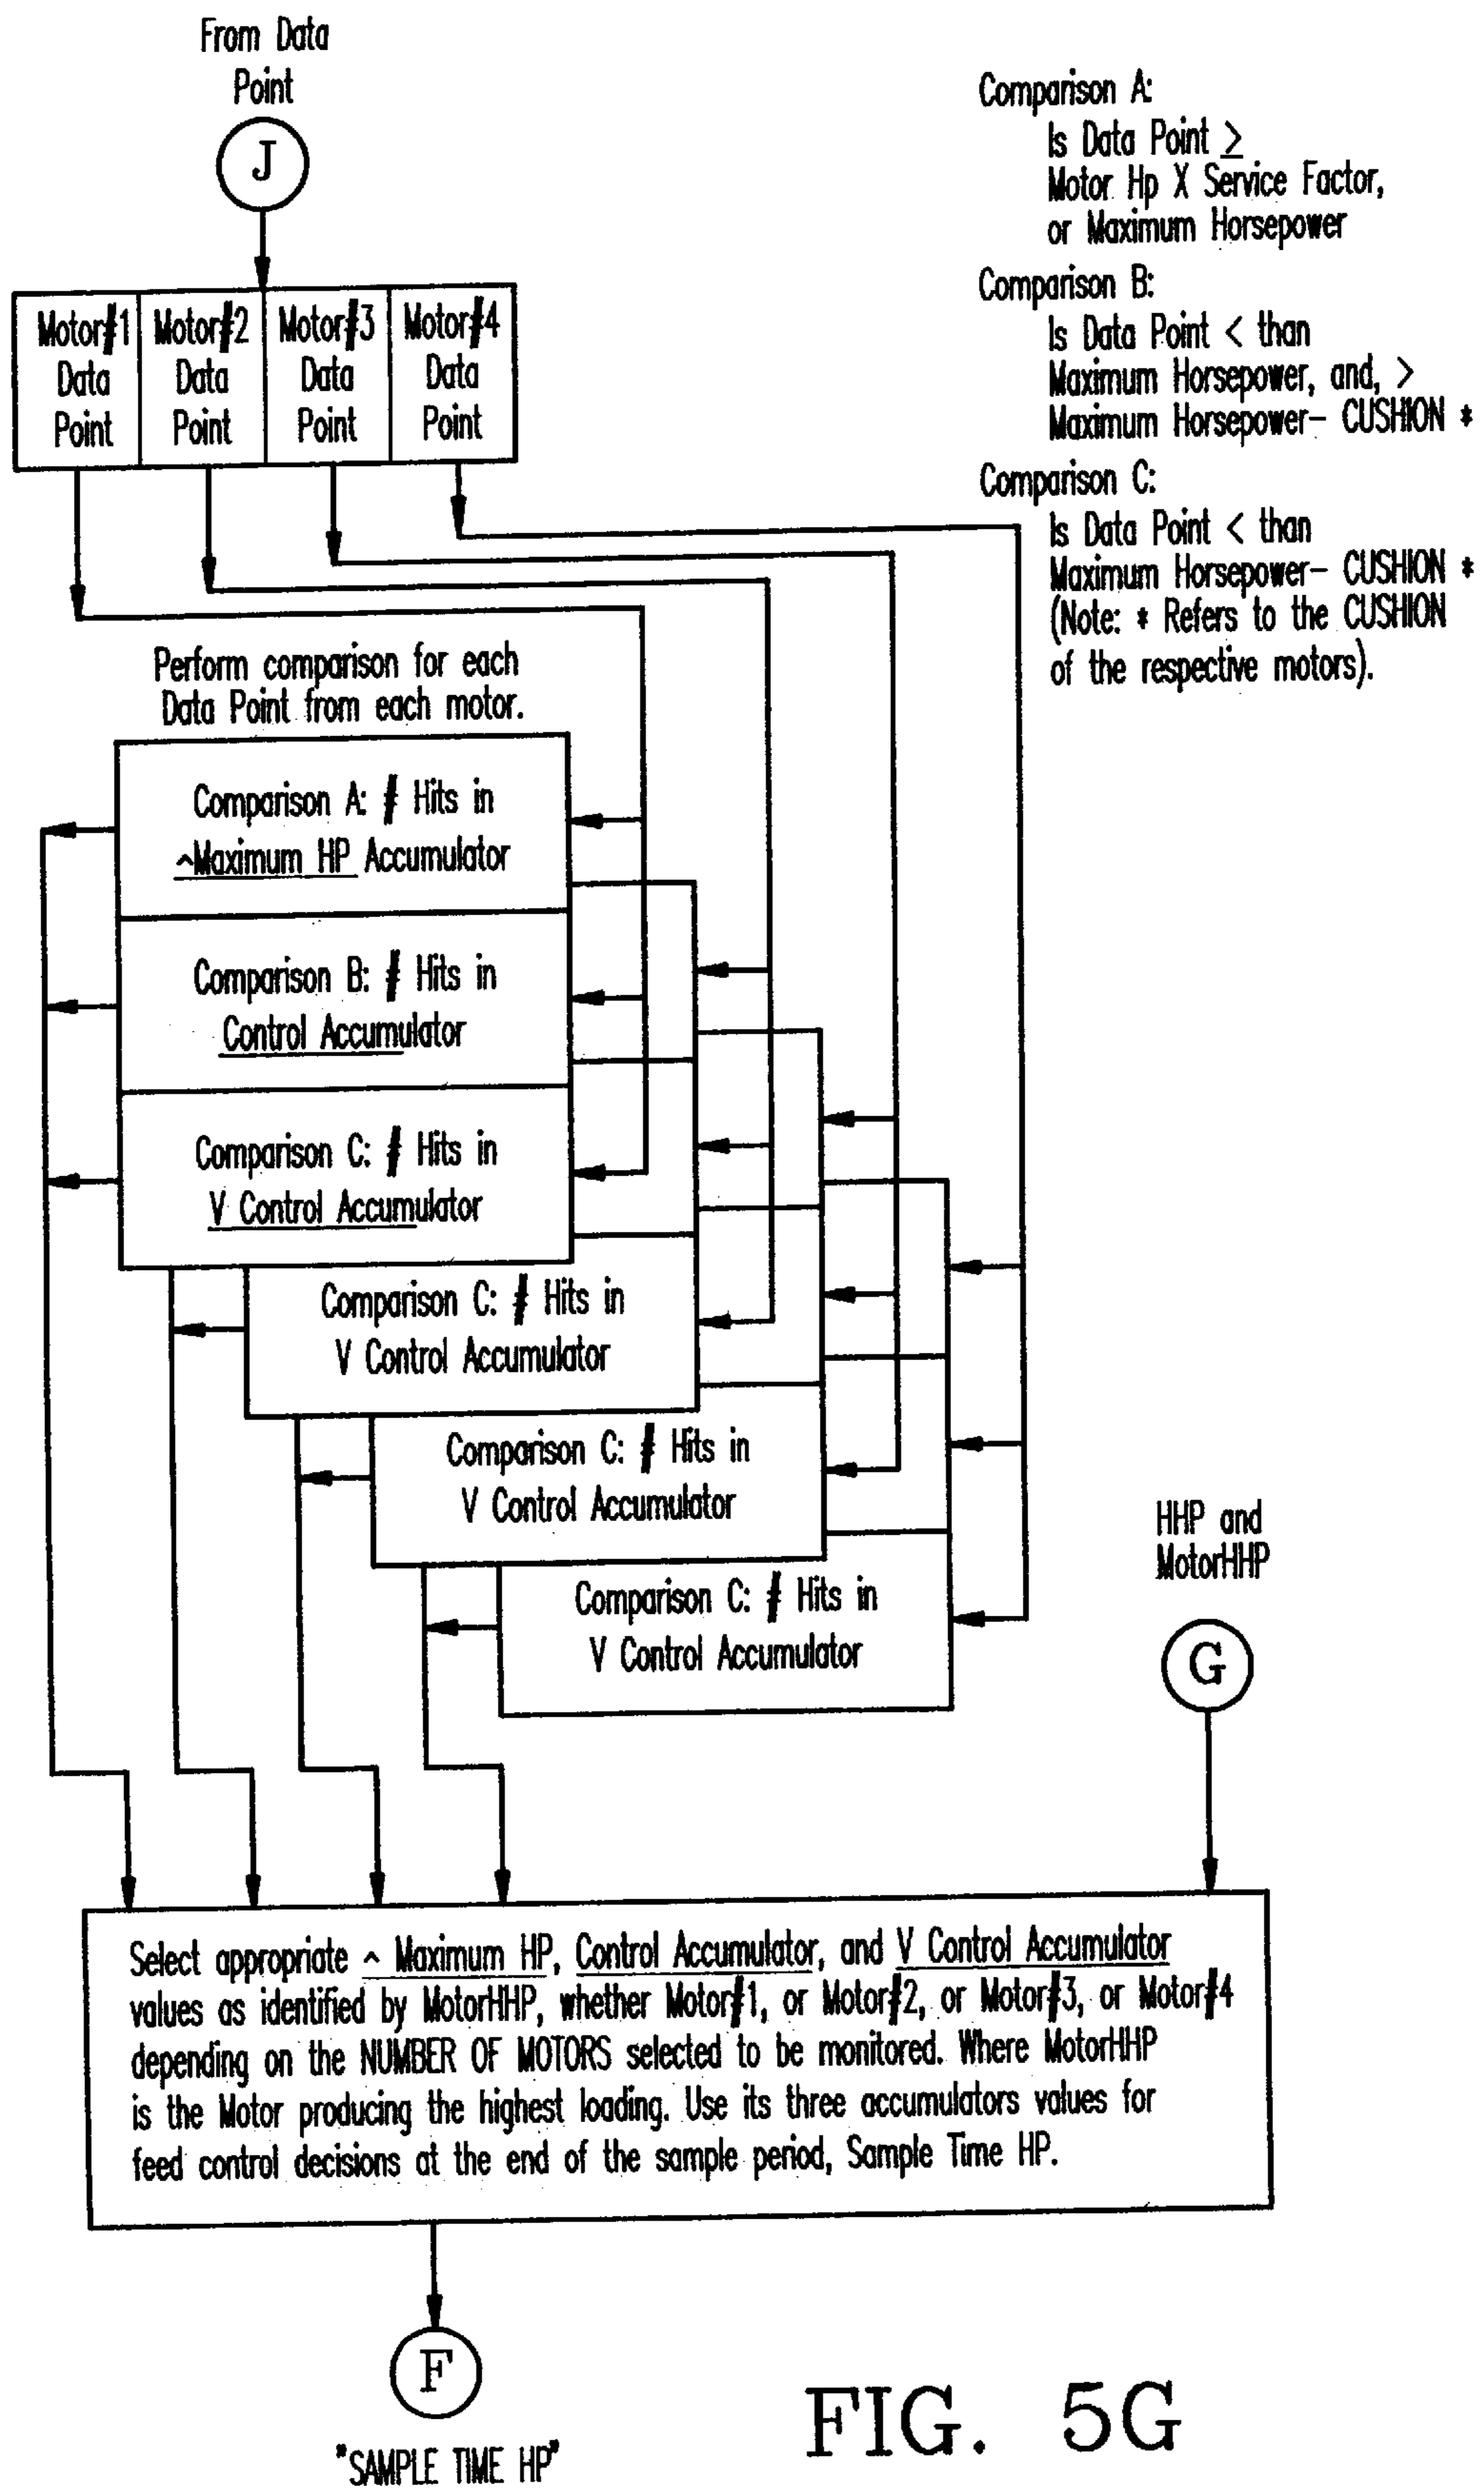 From Data
Point
J
Comparison A:
Is Data Point ≥
Motor Hp X Service Factor,
or Maximum Horsepower
Comparison B:
Is Data Point < than
Maximum Horsepower, and, >
Maximum Horsepower- CUSHION *
Comparison C:
Is Data Point < than
Maximum Horsepower- CUSHION *
(Note: * Refers to the CUSHION
of the respective motors).
Motor#1
Data
Point
Motor#2
Data
Point
Motor#3
Data
Point
Motor#4
Data
Point
Perform comparison for each
Data Point from each motor.
Comparison A: # Hits in
^Maximum HP Accumulator
Comparison B: # Hits in
Control Accumulator
Comparison C: # Hits in
V Control Accumulator
Comparison C: # Hits in
V Control Accumulator
Comparison C: # Hits in
V Control Accumulator
Comparison C: # Hits in
V Control Accumulator
HHP and
MotorHHP
G
Select appropriate ^ Maximum HP, Control Accumulator, and V Control Accumulator
values as identified by MotorHHP, whether Motor#1, or Motor#2, or Motor#3, or Motor#4
depending on the NUMBER OF MOTORS selected to be monitored. Where MotorHHP
is the Motor producing the highest loading. Use its three accumulators values for
feed control decisions at the end of the sample period, Sample Time HP.
F
"SAMPLE TIME HP"
FIG. 5G